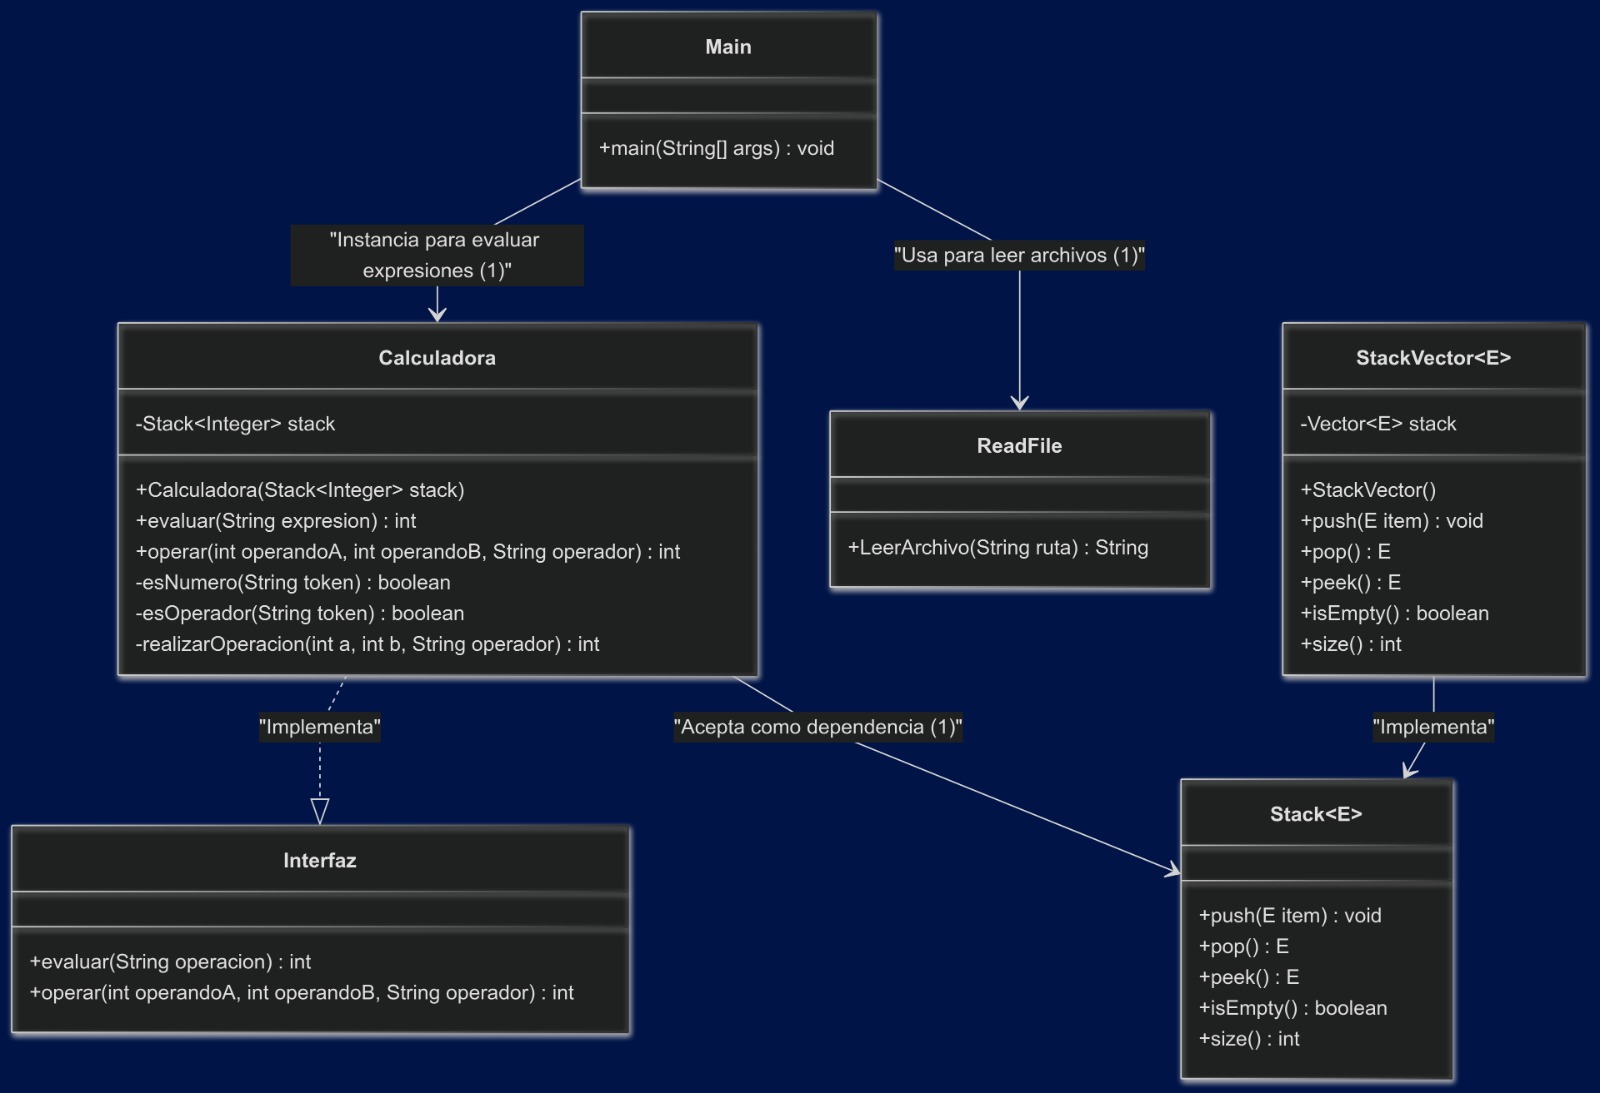 Main
+main(String[] args) : void
"Instancia para evaluar
expresiones (1)"
"Usa para leer archivos (1)"
Calculadora
-Stack<Integer> stack
+Calculadora(Stack<Integer> stack)
+evaluar(String expresion) : int
+operar(int operandoA, int operandoB, String operador) : int
-esNumero(String token) : boolean
-esOperador(String token) : boolean
-realizarOperacion(int a, int b, String operador) : int
ReadFile
+LeerArchivo(String ruta) : String
StackVector<E>
-Vector<E> stack
+StackVector()
+push(E item) : void
+pop() : E
+peek() : E
+isEmpty() : boolean
+size() : int
"Implementa"
"Acepta como dependencia (1)"
"Implementa"
Interfaz
+evaluar(String operacion) : int
+operar(int operandoA, int operandoB, String operador) : int
Stack<E>
+push(E item) : void
+pop() : E
+peek() : E
+isEmpty() : boolean
+size() : int